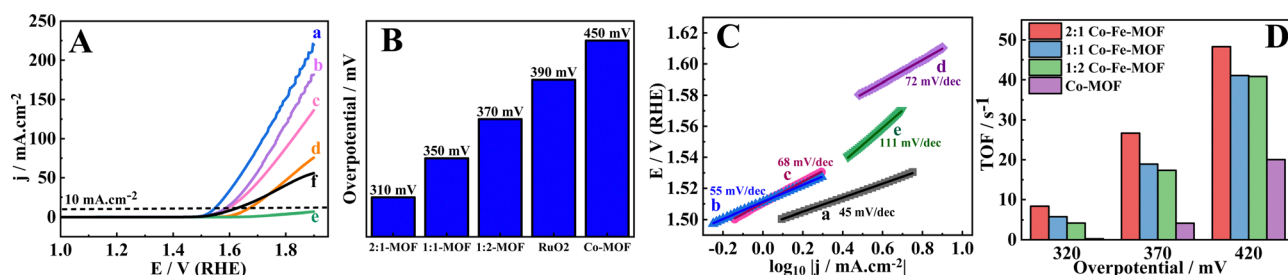 A
250
200
150
100
50
0
j / mA.cm⁻²
10 mA.cm⁻²
a
b
c
d
f
e
1.0 1.2 1.4 1.6 1.8
E / V (RHE)
B
Overpotential / mV
310 mV
350 mV
370 mV
390 mV
450 mV
2:1-MOF 1:1-MOF 1:2-MOF RuO2 Co-MOF
C
E / V (RHE)
1.60
1.58
1.56
1.54
1.52
1.50
d
72 mV/dec
e
111 mV/dec
68 mV/dec
c
55 mV/dec
b
a
45 mV/dec
-0.4 -0.2 0.0 0.2 0.4 0.6 0.8 1.0
log₁₀ |j / mA.cm⁻²|
D
2:1 Co-Fe-MOF
1:1 Co-Fe-MOF
1:2 Co-Fe-MOF
Co-MOF
TOF / s⁻¹
50
40
30
20
10
0
320 370 420
Overpotential / mV